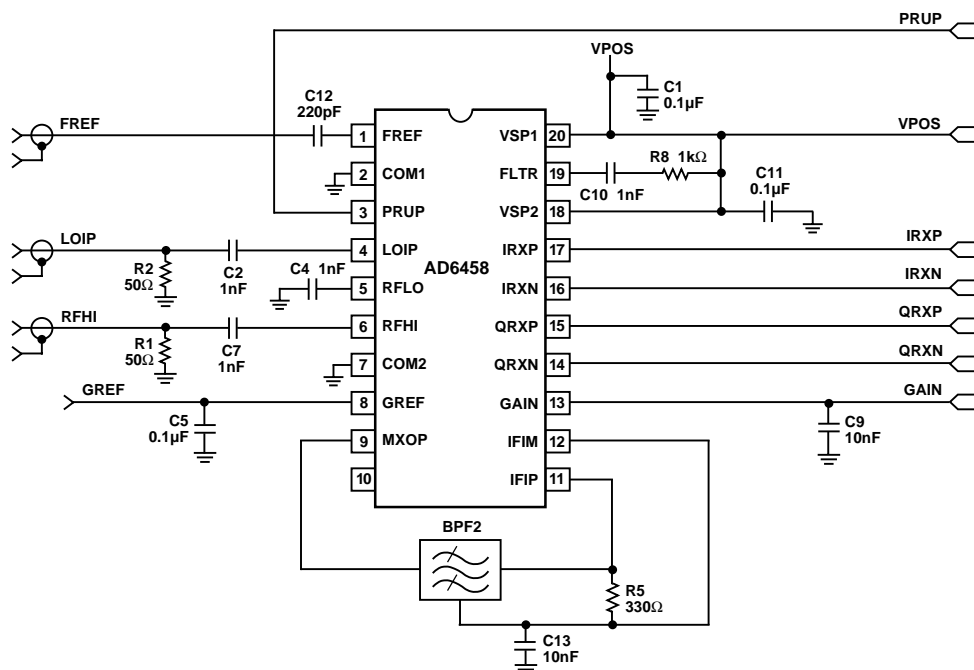 PRUP
VPOS
C1
0.1µF
C12
220pF
FREF
1 FREF
VSP1 20
VPOS
2 COM1
FLTR 19
C10 1nF
R8 1kΩ
C11
0.1µF
3 PRUP
VSP2 18
LOIP
R2
50Ω
C2
1nF
4 LOIP
IRXP 17
IRXP
AD6458
C4 1nF
5 RFLO
IRXN 16
IRXN
RFHI
R1
50Ω
C7
1nF
6 RFHI
QRXP 15
QRXP
7 COM2
QRXN 14
QRXN
GREF
C5
0.1µF
8 GREF
GAIN 13
GAIN
C9
10nF
9 MXOP
IFIM 12
10
IFIP 11
BPF2
R5
330Ω
C13
10nF